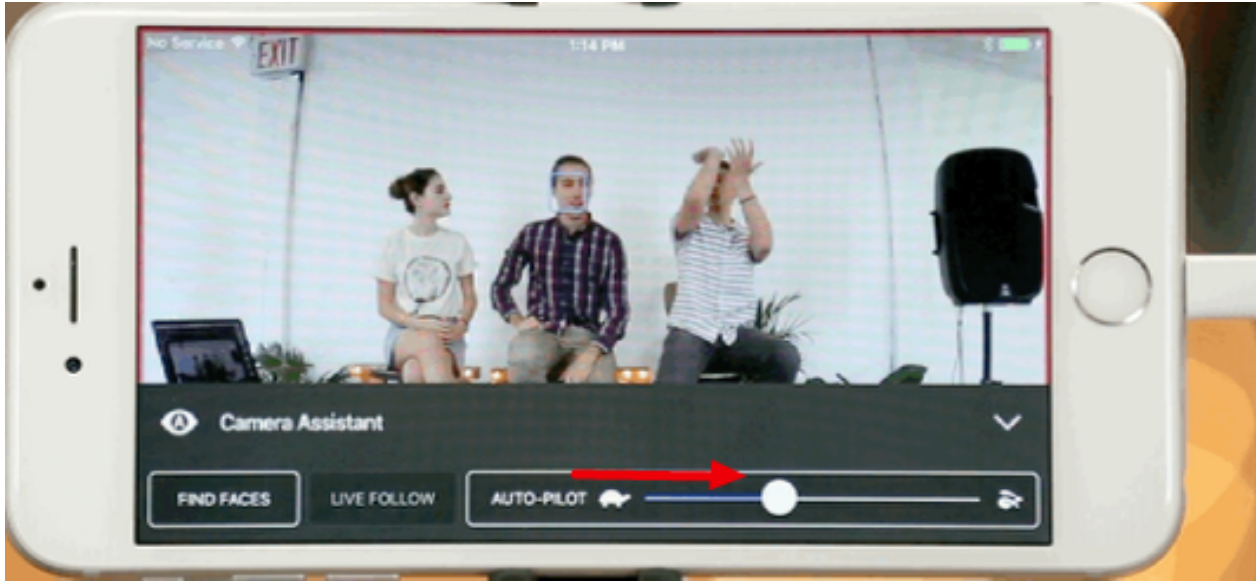 No Service
1:14 PM
EXIT
A
Camera Assistant
FIND FACES
LIVE FOLLOW
AUTO-PILOT